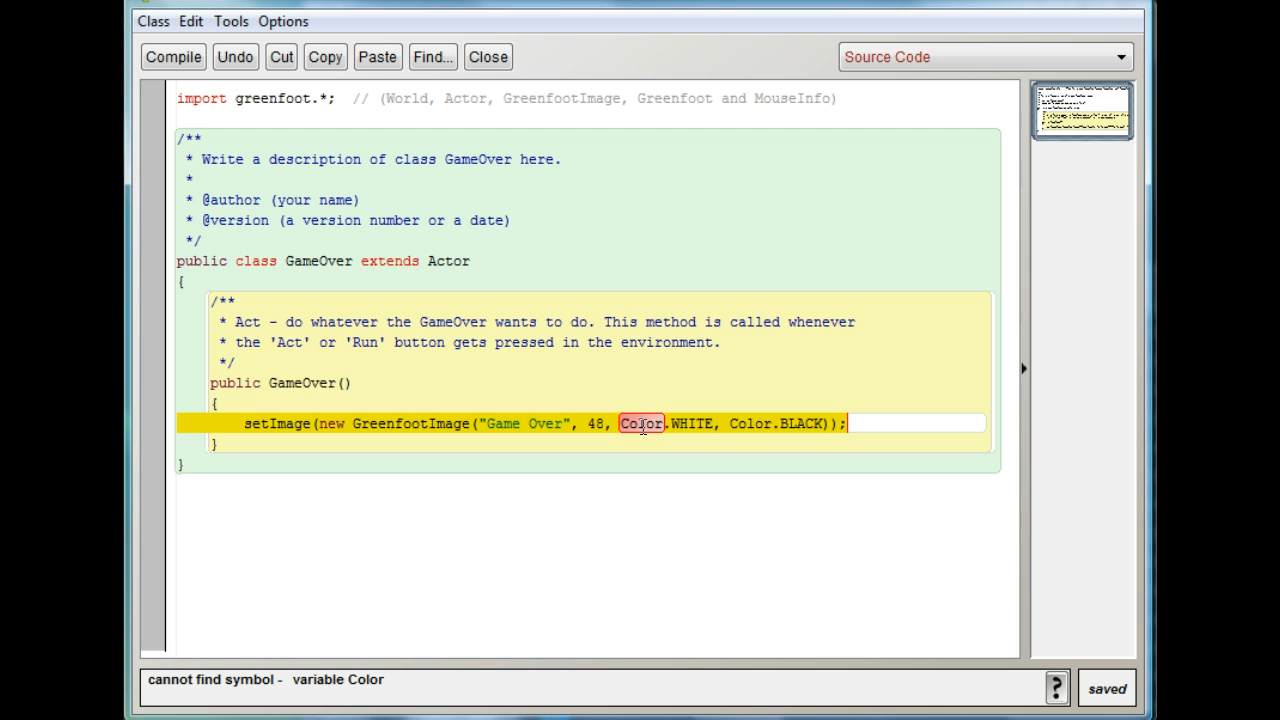 Class Edit Tools Options
Compile Undo Cut Copy Paste Find... Close Source Code
import greenfoot.*;  // (World, Actor, GreenfootImage, Greenfoot and MouseInfo)
/**
 * Write a description of class GameOver here.
 *
 * @author (your name)
 * @version (a version number or a date)
 */
public class GameOver extends Actor
{
    /**
     * Act - do whatever the GameOver wants to do. This method is called whenever
     * the 'Act' or 'Run' button gets pressed in the environment.
     */
    public GameOver()
    {
        setImage(new GreenfootImage("Game Over", 48, Color.WHITE, Color.BLACK));
    }
}
cannot find symbol -  variable Color
? saved